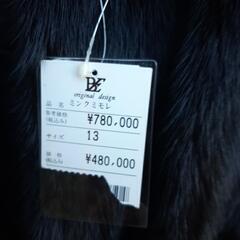 original design
品名 ミンクミモレ
参考価格
(税込み) ¥780,000
サイズ 13
価格
(税込み) ¥480,000